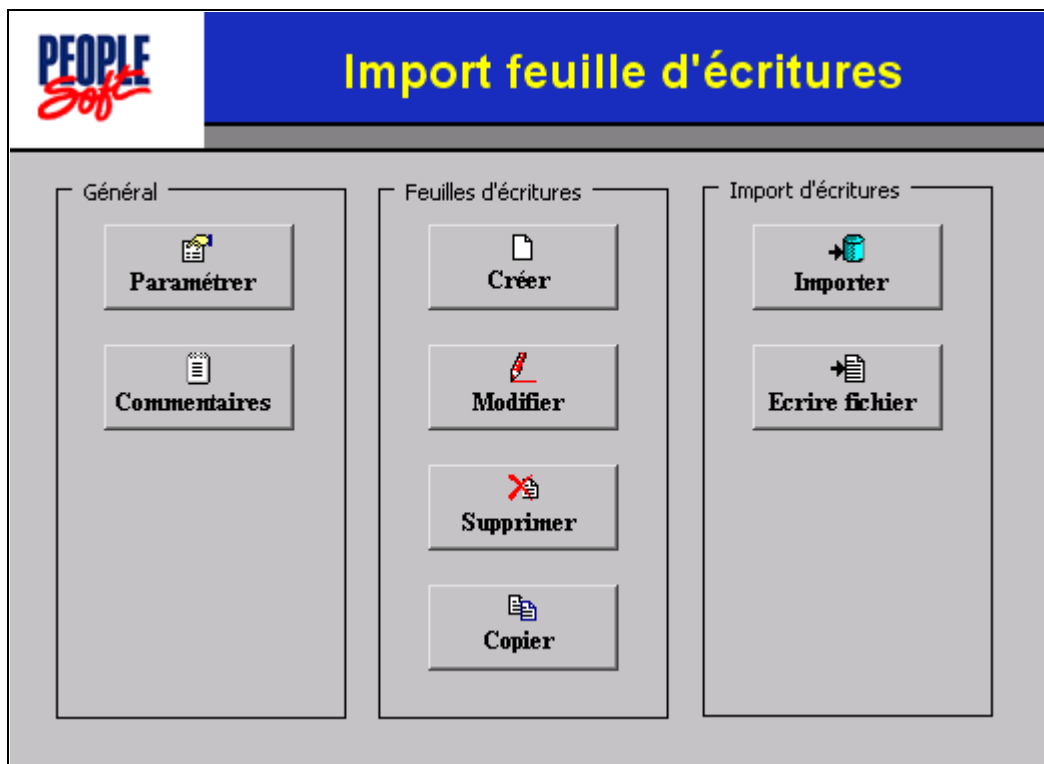 PEOPLE
Soft
Import feuille d'écritures
Général
Paramétrer
Commentaires
Feuilles d'écritures
Créer
Modifier
Supprimer
Copier
Import d'écritures
Importer
Ecrire fichier